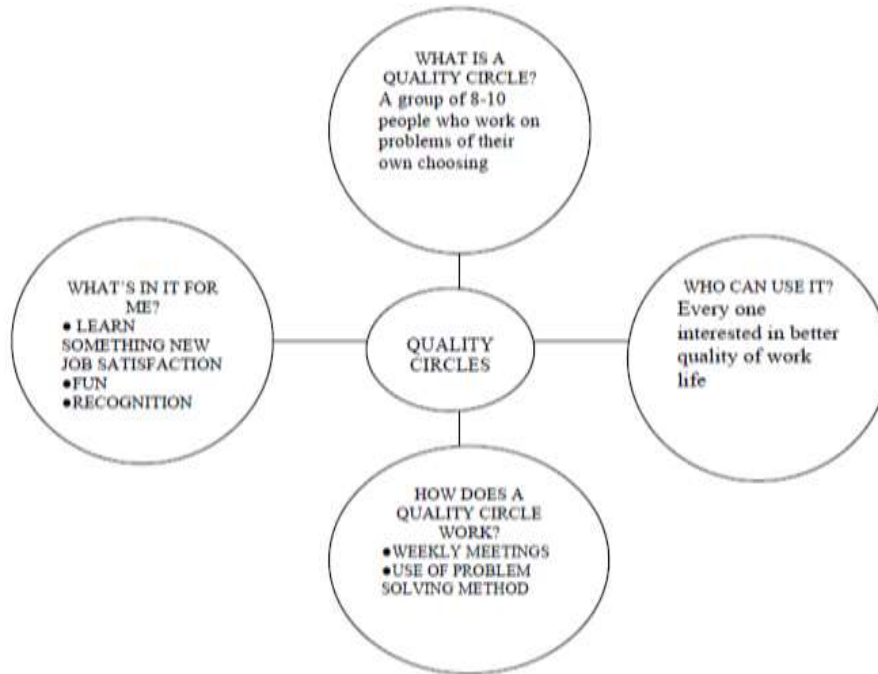 WHAT IS A
QUALITY CIRCLE?
A group of 8-10
people who work on
problems of their
own choosing
WHAT'S IN IT FOR
ME?
● LEARN
SOMETHING NEW
JOB SATISFACTION
●FUN
●RECOGNITION
QUALITY
CIRCLES
WHO CAN USE IT?
Every one
interested in better
quality of work
life
HOW DOES A
QUALITY CIRCLE
WORK?
●WEEKLY MEETINGS
●USE OF PROBLEM
SOLVING METHOD